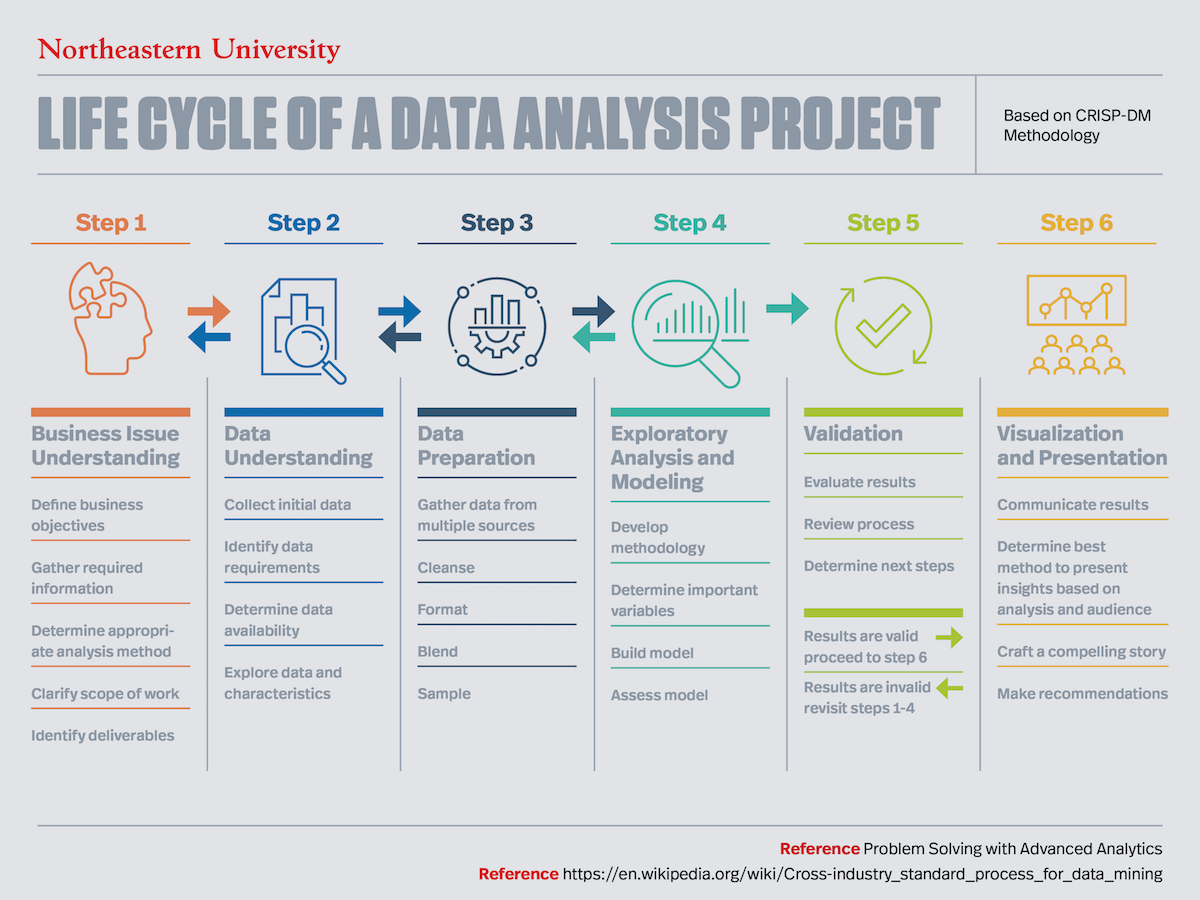 Northeastern University
LIFE CYCLE OF A DATA ANALYSIS PROJECT
Based on CRISP-DM
Methodology
Step 1
Business Issue
Understanding
Define business
objectives
Gather required
information
Determine appropri-
ate analysis method
Clarify scope of work
Identify deliverables
Step 2
Data
Understanding
Collect initial data
Identify data
requirements
Determine data
availability
Explore data and
characteristics
Step 3
Data
Preparation
Gather data from
multiple sources
Cleanse
Format
Blend
Sample
Step 4
Exploratory
Analysis and
Modeling
Develop
methodology
Determine important
variables
Build model
Assess model
Step 5
Validation
Evaluate results
Review process
Determine next steps
Results are valid
proceed to step 6
Results are invalid
revisit steps 1-4
Step 6
Visualization
and Presentation
Communicate results
Determine best
method to present
insights based on
analysis and audience
Craft a compelling story
Make recommendations
Reference Problem Solving with Advanced Analytics
Reference https://en.wikipedia.org/wiki/Cross-industry_standard_process_for_data_mining